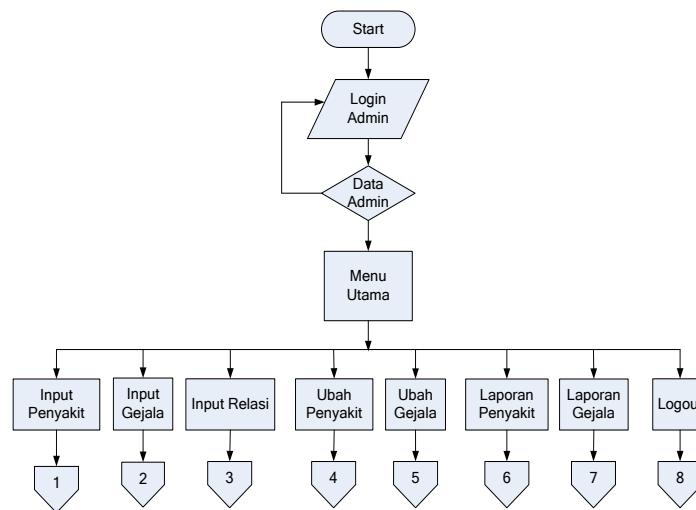 Start
Login
Admin
Data
Admin
Menu
Utama
Input
Penyakit
Input
Gejala
Input Relasi
Ubah
Penyakit
Ubah
Gejala
Laporan
Penyakit
Laporan
Gejala
Logou
1
2
3
4
5
6
7
8